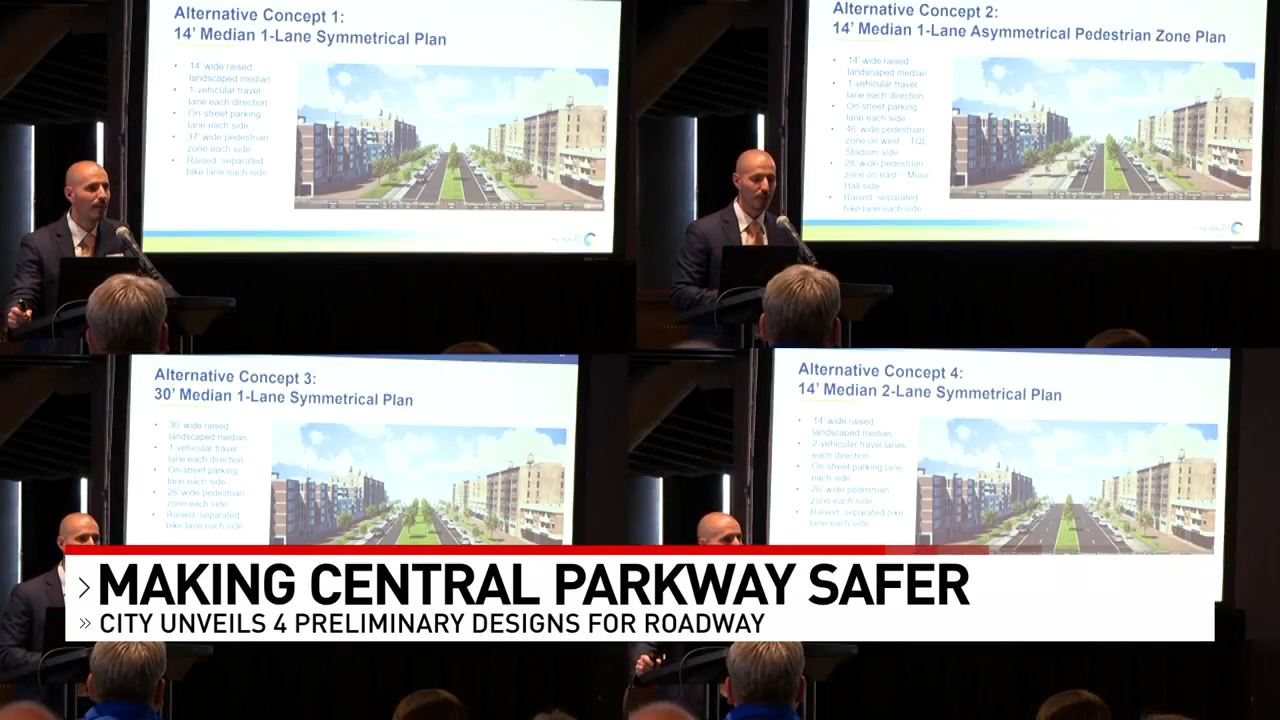 Alternative Concept 1:
14' Median 1-Lane Symmetrical Plan
• 14' wide raised
landscaped median
• 1-vehicular travel
lane each direction
• On-street parking
lane each side
• 37' wide pedestrian
zone each side
• Raised, separated
bike lane each side
Alternative Concept 2:
14' Median 1-Lane Asymmetrical Pedestrian Zone Plan
• 14' wide raised
landscaped median
• 1-vehicular travel
lane each direction
• On-street parking
lane each side
• 46' wide pedestrian
zone on west – TQL
Stadium side
• 28' wide pedestrian
zone on east – Music
Hall side
• Raised, separated
bike lane each side
Alternative Concept 3:
30' Median 1-Lane Symmetrical Plan
• 30' wide raised
landscaped median
• 1-vehicular travel
lane each direction
• On-street parking
lane each side
• 28' wide pedestrian
zone each side
• Raised, separated
bike lane each side
Alternative Concept 4:
14' Median 2-Lane Symmetrical Plan
• 14' wide raised
landscaped median
• 2-vehicular travel lanes
each direction
• On-street parking lane
each side
• 26' wide pedestrian
zone each side
• Raised, separated bike
lane each side
MAKING CENTRAL PARKWAY SAFER
CITY UNVEILS 4 PRELIMINARY DESIGNS FOR ROADWAY